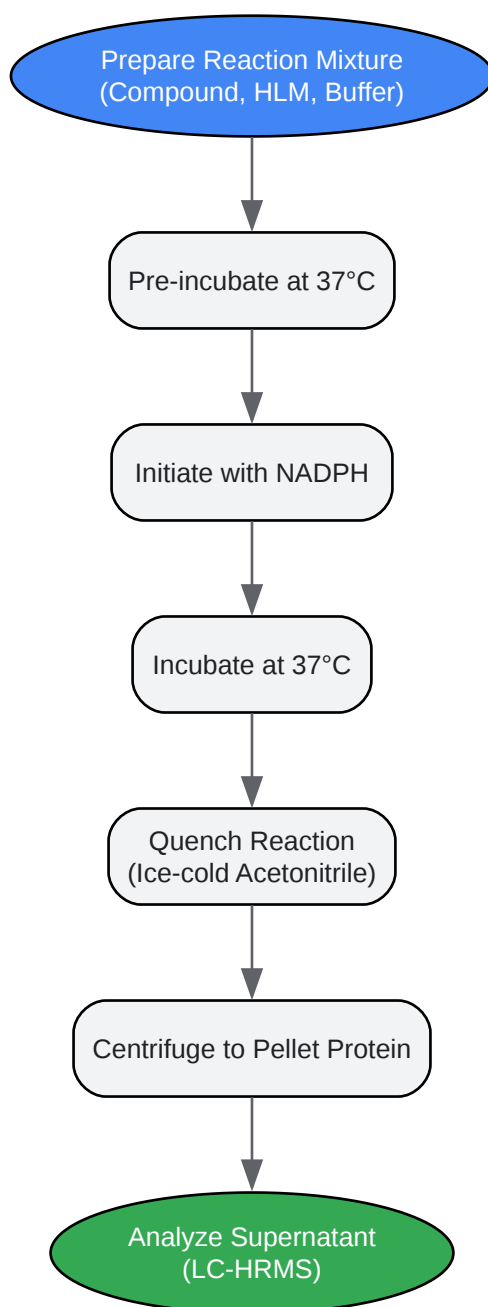 Prepare Reaction Mixture
(Compound, HLM, Buffer)
Pre-incubate at 37°C
Initiate with NADPH
Incubate at 37°C
Quench Reaction
(Ice-cold Acetonitrile)
Centrifuge to Pellet Protein
Analyze Supernatant
(LC-HRMS)